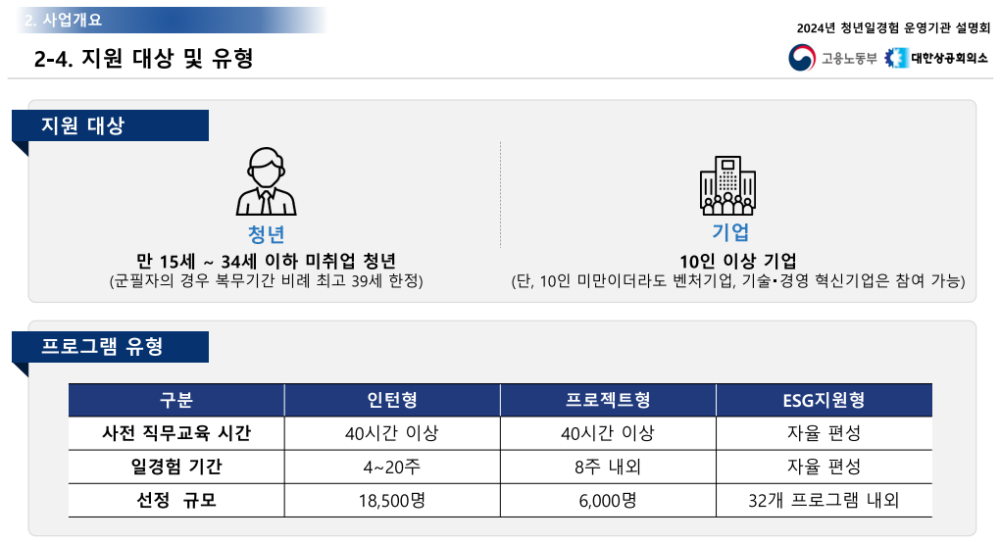 2. 사업개요
2024년 청년일경험 운영기관 설명회
2-4. 지원 대상 및 유형
고용노동부 대한상공회의소
지원 대상
청년
만 15세 ~ 34세 이하 미취업 청년
(군필자의 경우 복무기간 비례 최고 39세 한정)
기업
10인 이상 기업
(단, 10인 미만이더라도 벤처기업, 기술▪경영 혁신기업은 참여 가능)
프로그램 유형
구분 인턴형 프로젝트형 ESG지원형
사전 직무교육 시간 40시간 이상 40시간 이상 자율 편성
일경험 기간 4~20주 8주 내외 자율 편성
선정 규모 18,500명 6,000명 32개 프로그램 내외